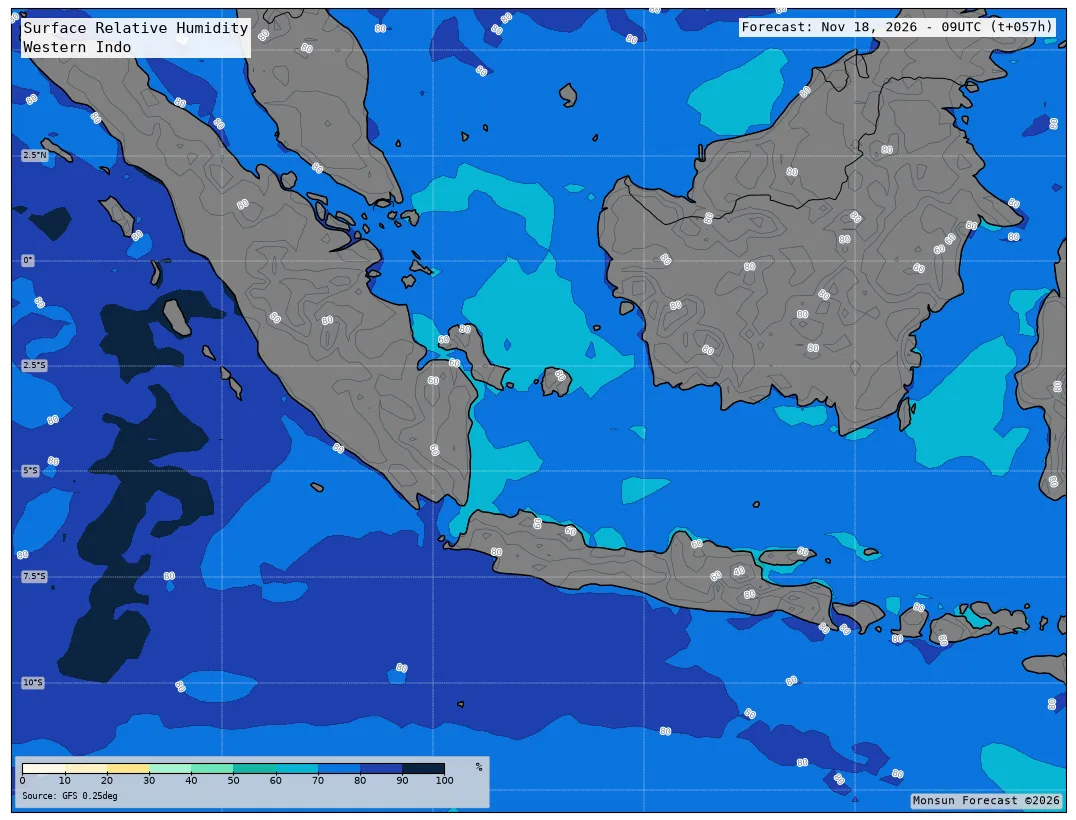 Surface Relative Humidity
Western Indo
Forecast: Nov 18, 2026 - 09UTC (t+057h)
2.5°N
0°
2.5°S
5°S
7.5°S
10°S
%
0 10 20 30 40 50 60 70 80 90 100
Source: GFS 0.25deg
Monsun Forecast ©2026